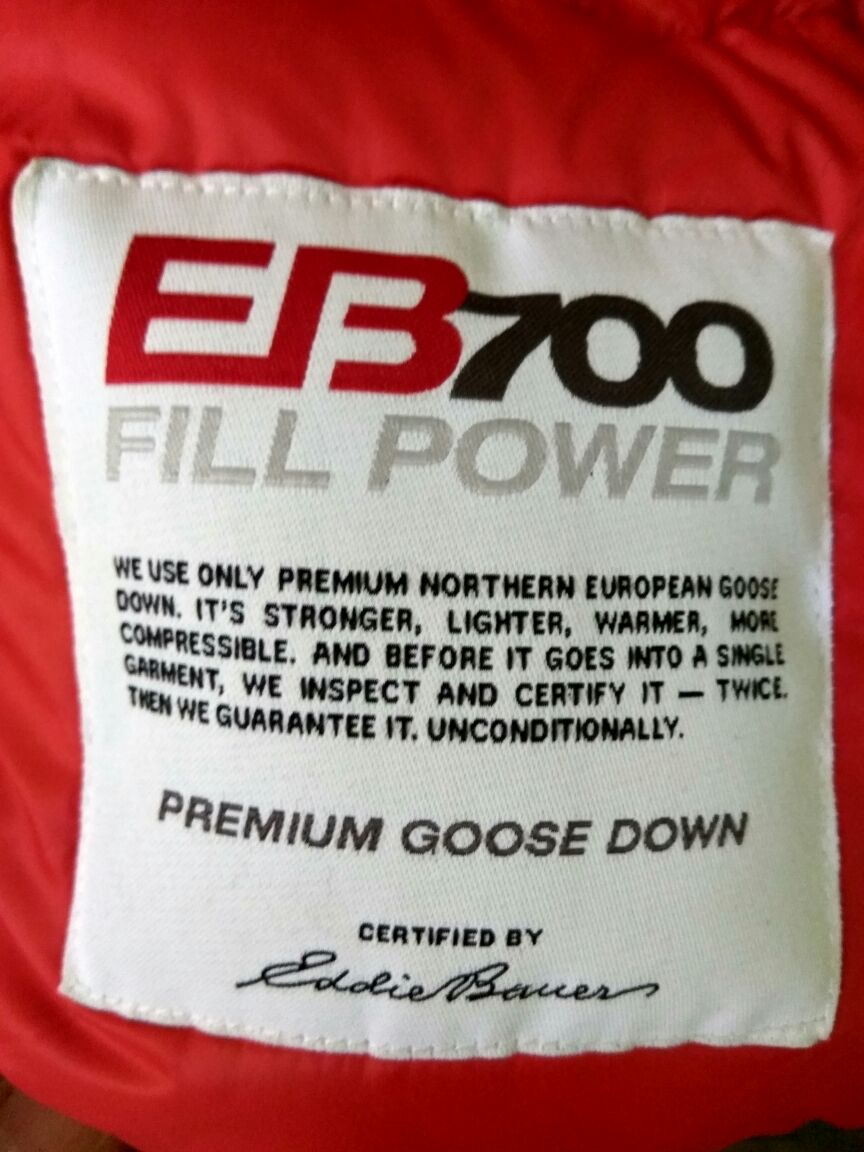 EB700
FILL POWER
WE USE ONLY PREMIUM NORTHERN EUROPEAN GOOSE
DOWN. IT'S STRONGER, LIGHTER, WARMER, MORE
COMPRESSIBLE. AND BEFORE IT GOES INTO A SINGLE
GARMENT, WE INSPECT AND CERTIFY IT — TWICE.
THEN WE GUARANTEE IT. UNCONDITIONALLY.
PREMIUM GOOSE DOWN
CERTIFIED BY
Eddie Bauer